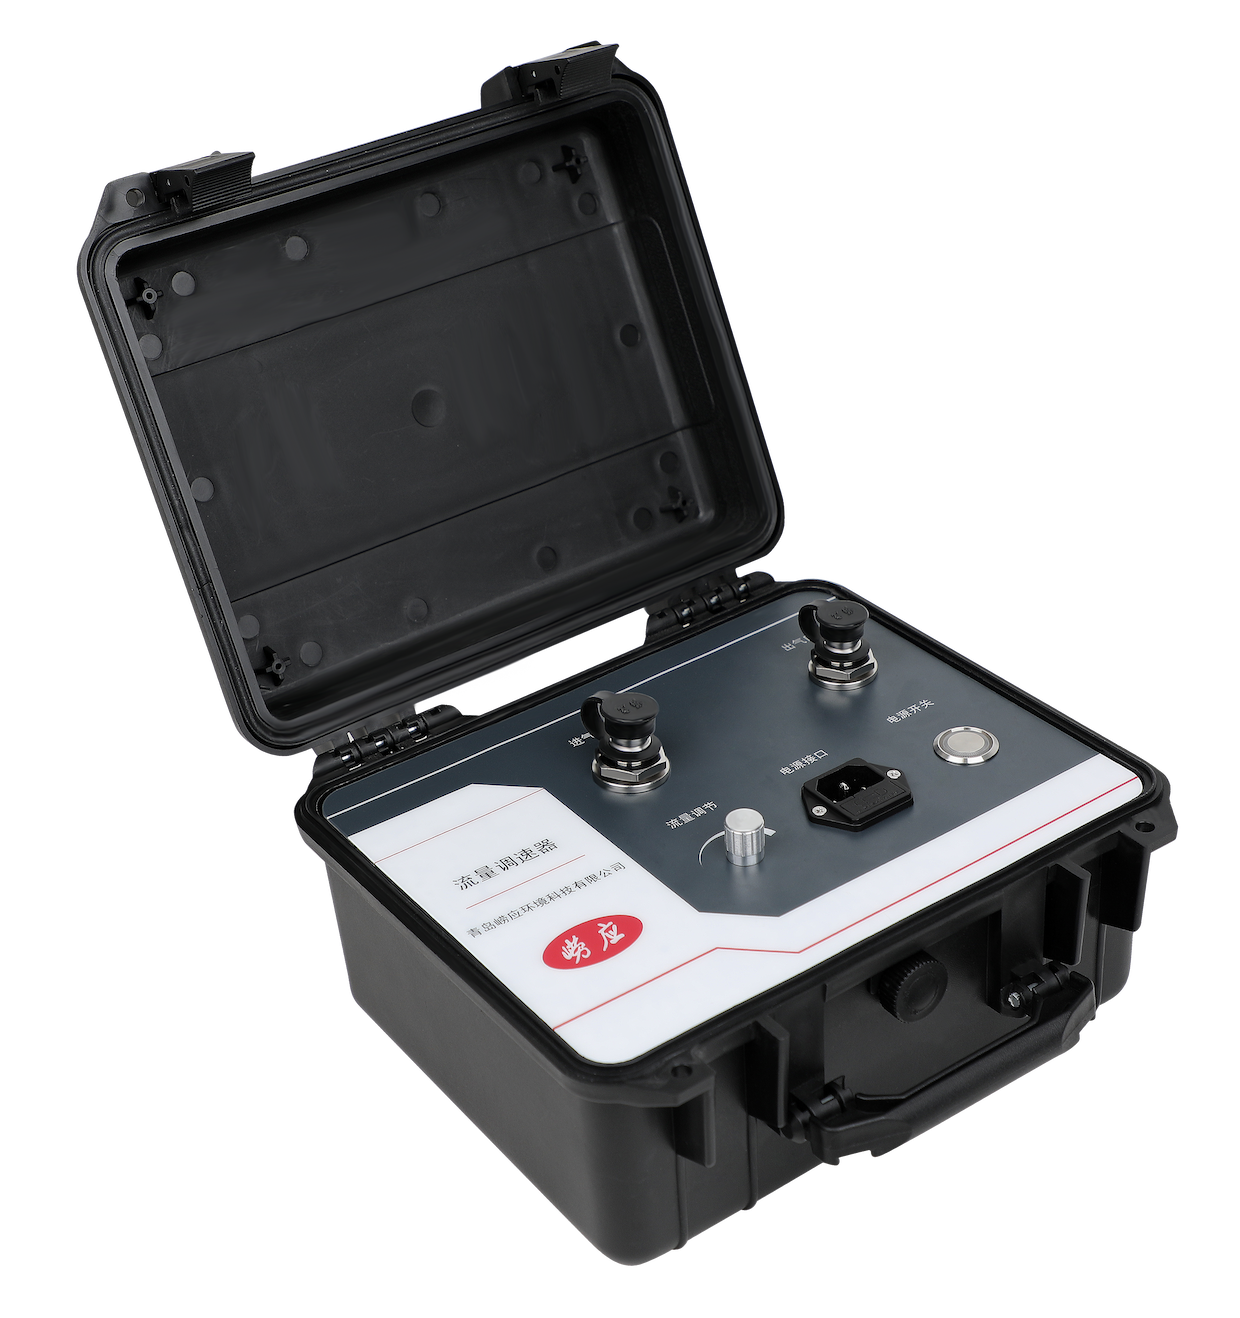 出气
电源开关
进气
电源接口
流量调节
流量调速器
青岛崂应环境科技有限公司
崂应